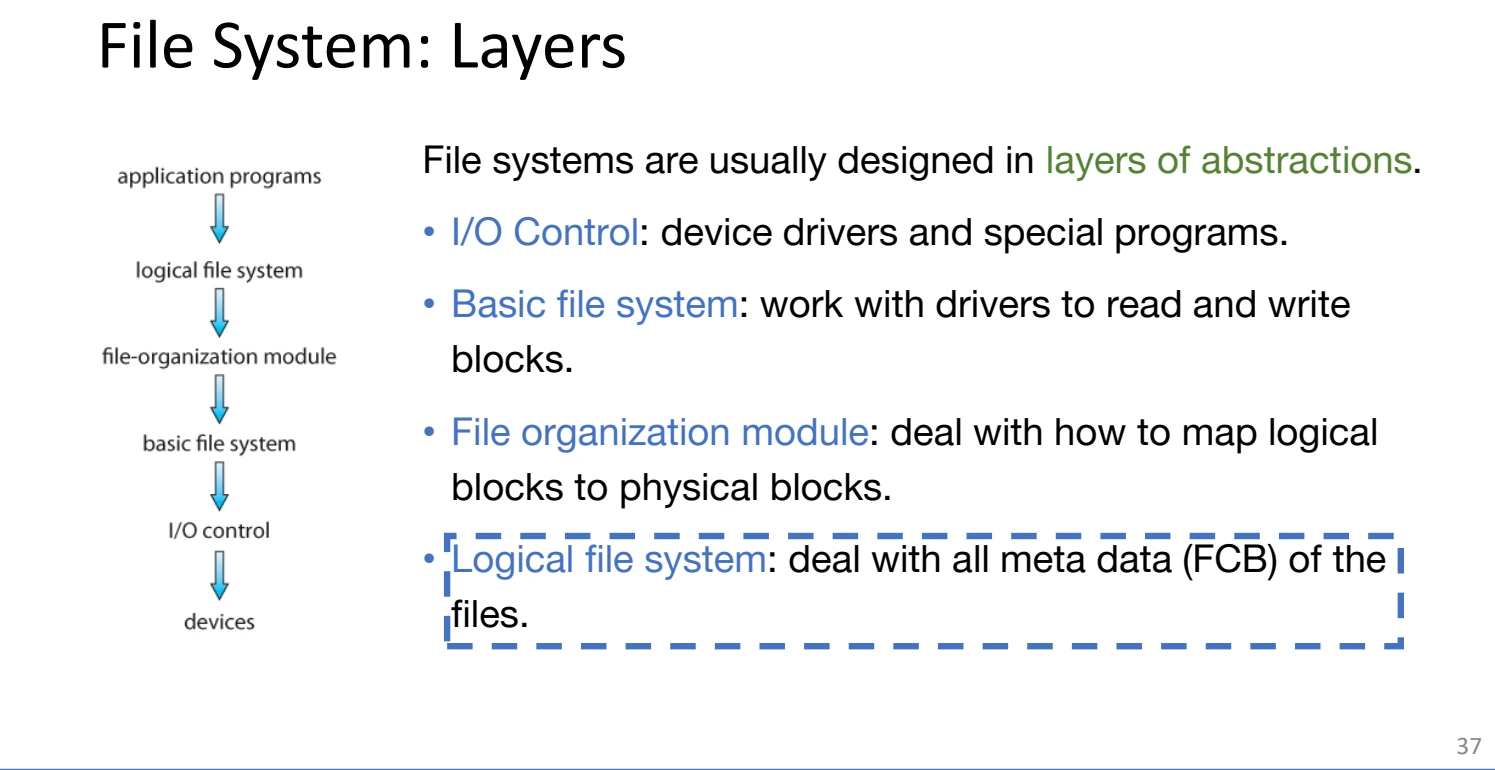 File System: Layers
application programs
logical file system
file-organization module
basic file system
I/O control
devices
File systems are usually designed in layers of abstractions.
• I/O Control: device drivers and special programs.
• Basic file system: work with drivers to read and write
blocks.
• File organization module: deal with how to map logical
blocks to physical blocks.
• Logical file system: deal with all meta data (FCB) of the
files.
37